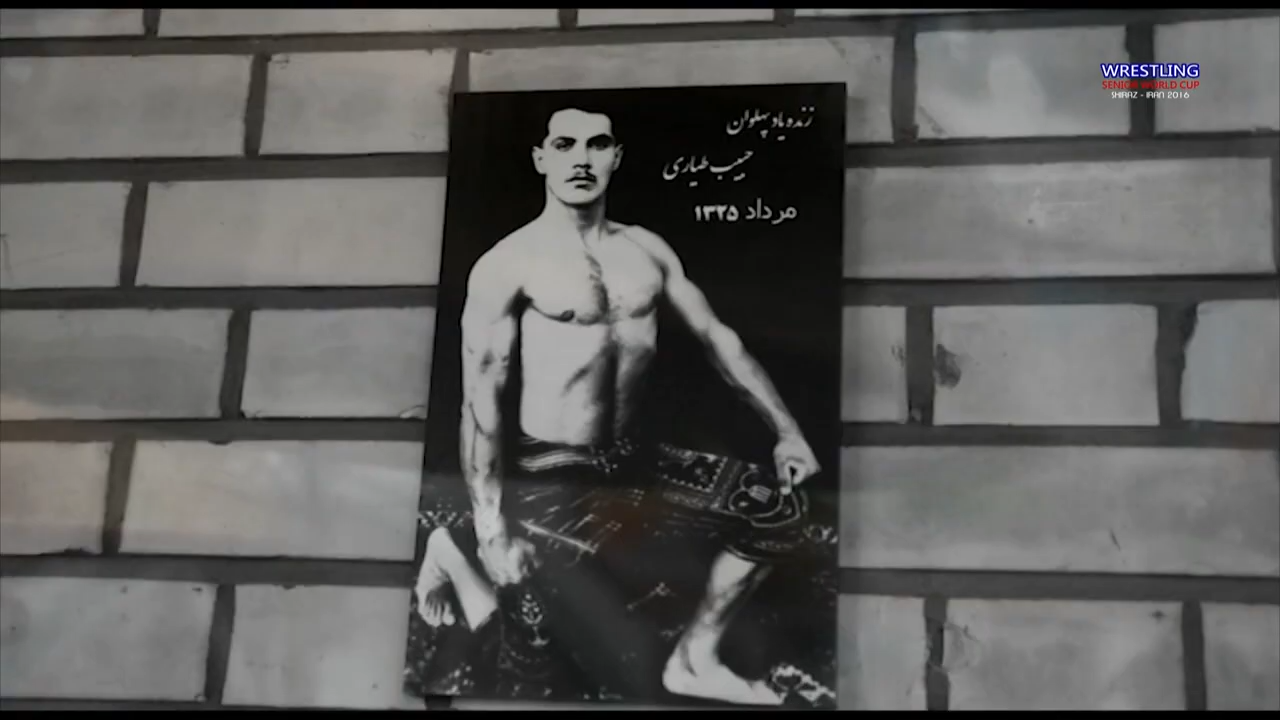 زنده یاد پهلوان
حبیب طیاری
مرداد ۱۳۲۵
WRESTLING
SENIOR WORLD CUP
SHIRAZ - IRAN 2016